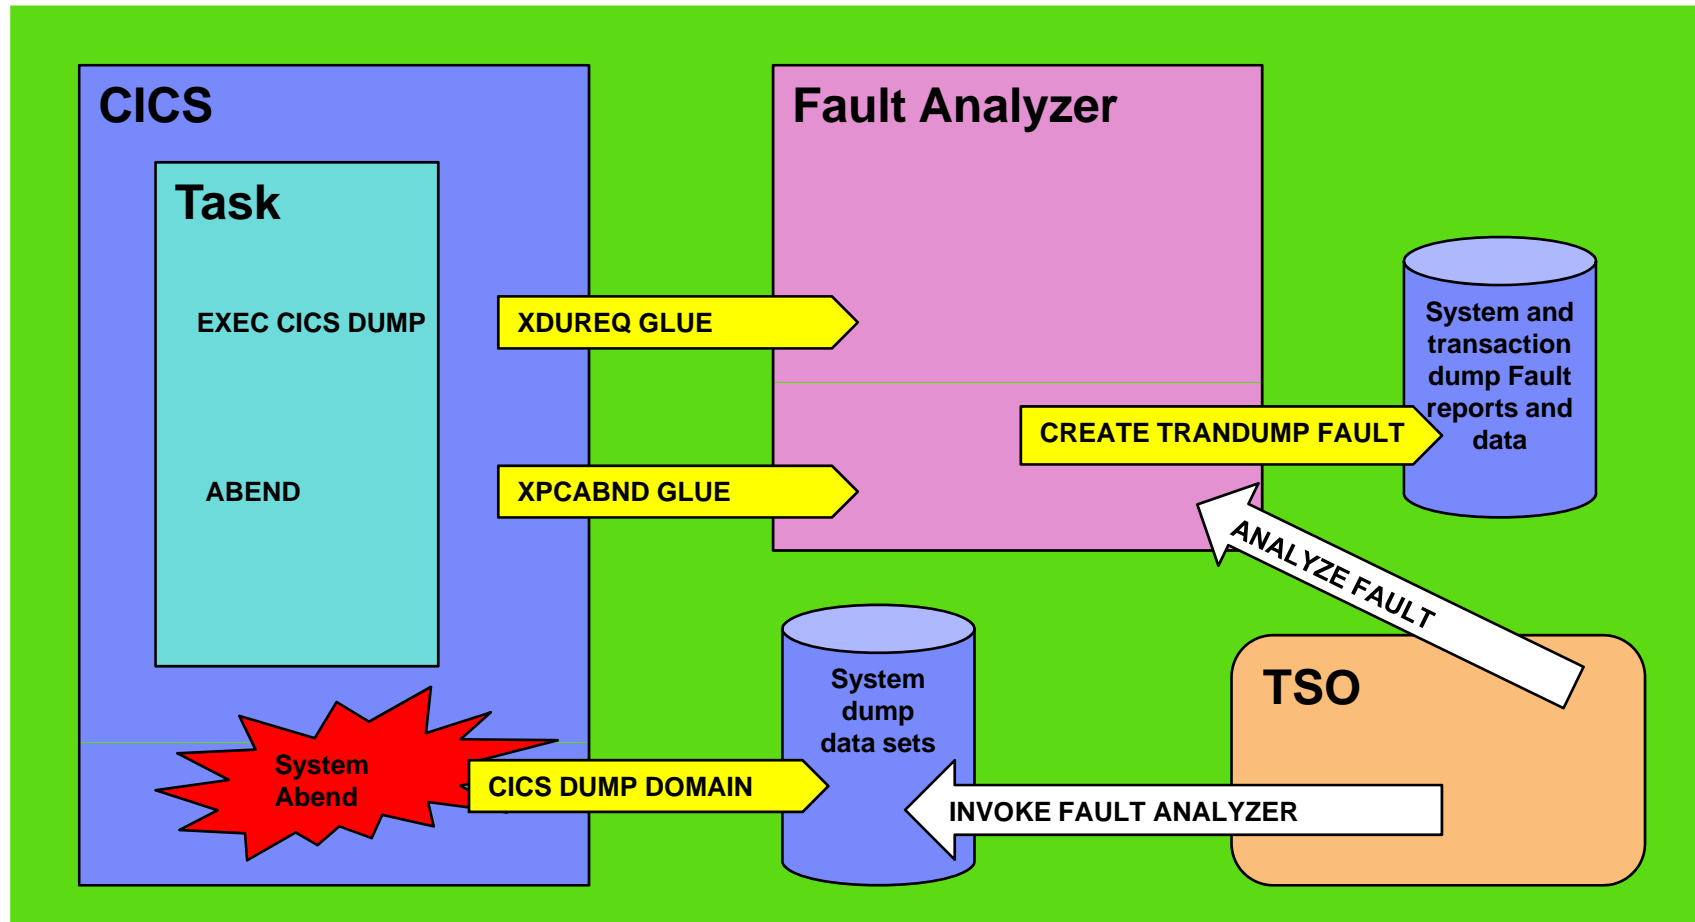 CICS
Task
EXEC CICS DUMP
ABEND
System
Abend
XDUREQ GLUE
XPCABND GLUE
CICS DUMP DOMAIN
Fault Analyzer
CREATE TRANDUMP FAULT
System and
transaction
dump Fault
reports and
data
System
dump
data sets
ANALYZE FAULT
TSO
INVOKE FAULT ANALYZER